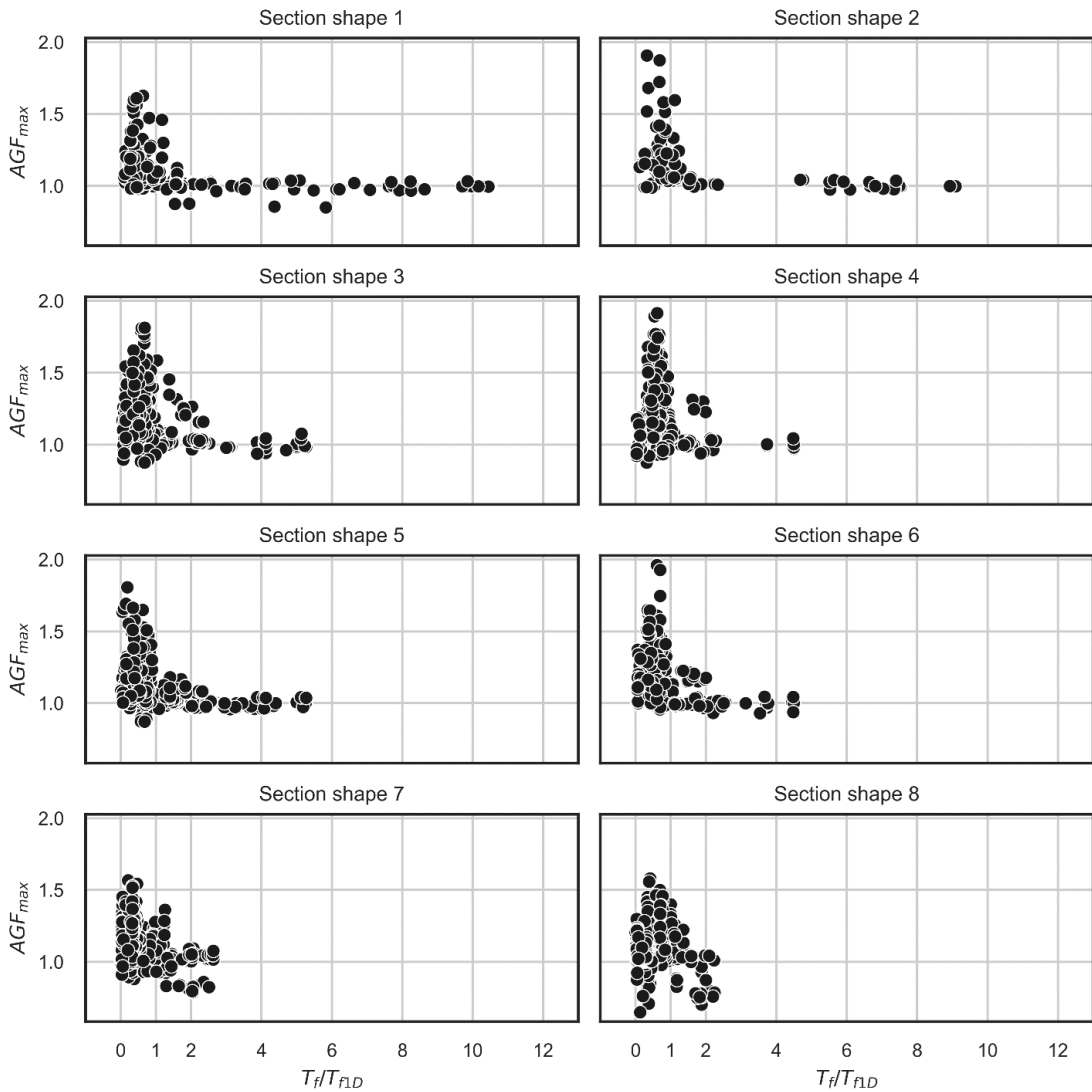 Section shape 1 Section shape 2
2.0
1.5
1.0
AGF_max
Section shape 3 Section shape 4
2.0
1.5
1.0
AGF_max
Section shape 5 Section shape 6
2.0
1.5
1.0
AGF_max
Section shape 7 Section shape 8
2.0
1.5
1.0
AGF_max
0 1 2 4 6 8 10 12 0 1 2 4 6 8 10 12
T_f/T_f1D T_f/T_f1D